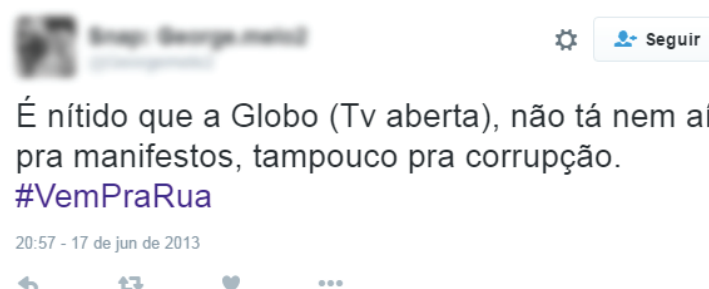 Seguir
É nítido que a Globo (Tv aberta), não tá nem aí
pra manifestos, tampouco pra corrupção.
#VemPraRua
20:57 - 17 de jun de 2013